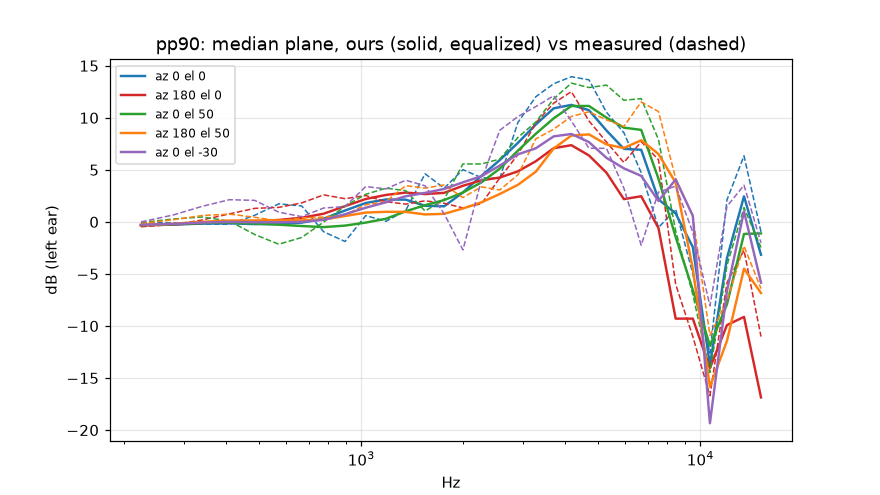 pp90: median plane, ours (solid, equalized) vs measured (dashed)
15
10
5
0
−5
−10
−15
−20
dB (left ear)
az 0 el 0
az 180 el 0
az 0 el 50
az 180 el 50
az 0 el -30
10³
10⁴
Hz